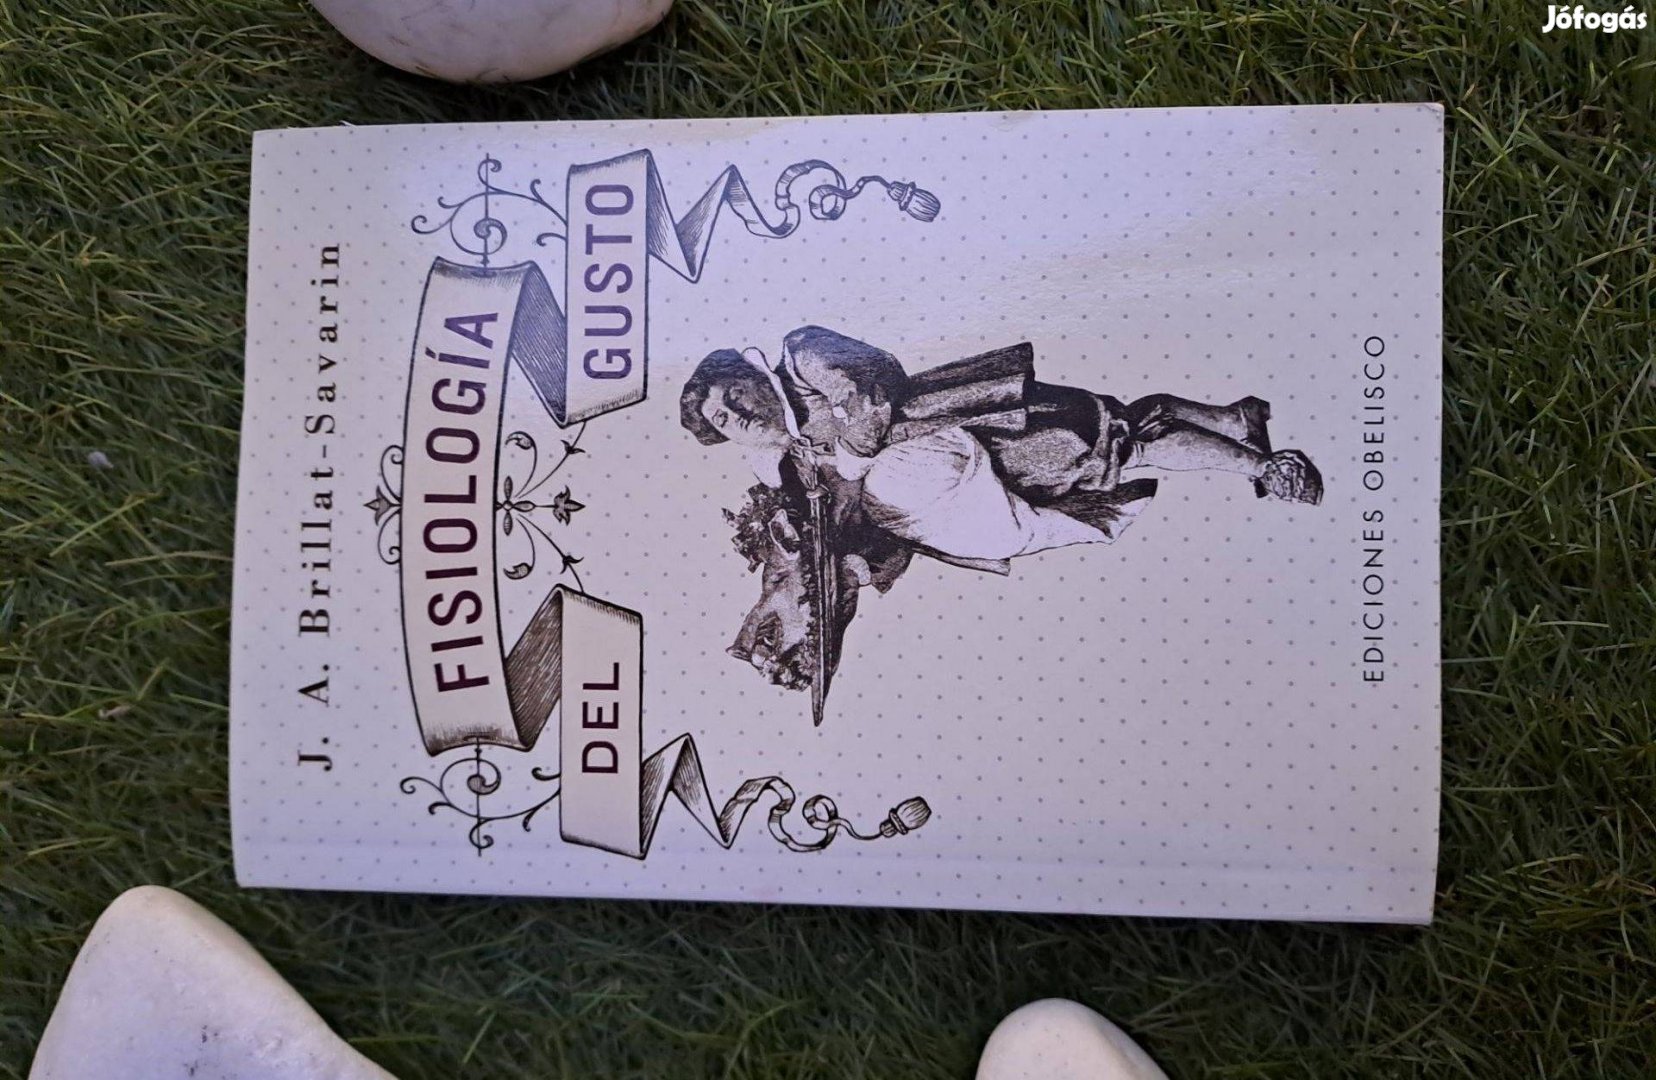 Jófogás
J. A. Brillat-Savarin
FISIOLOGÍA
DEL GUSTO
EDICIONES OBELISCO